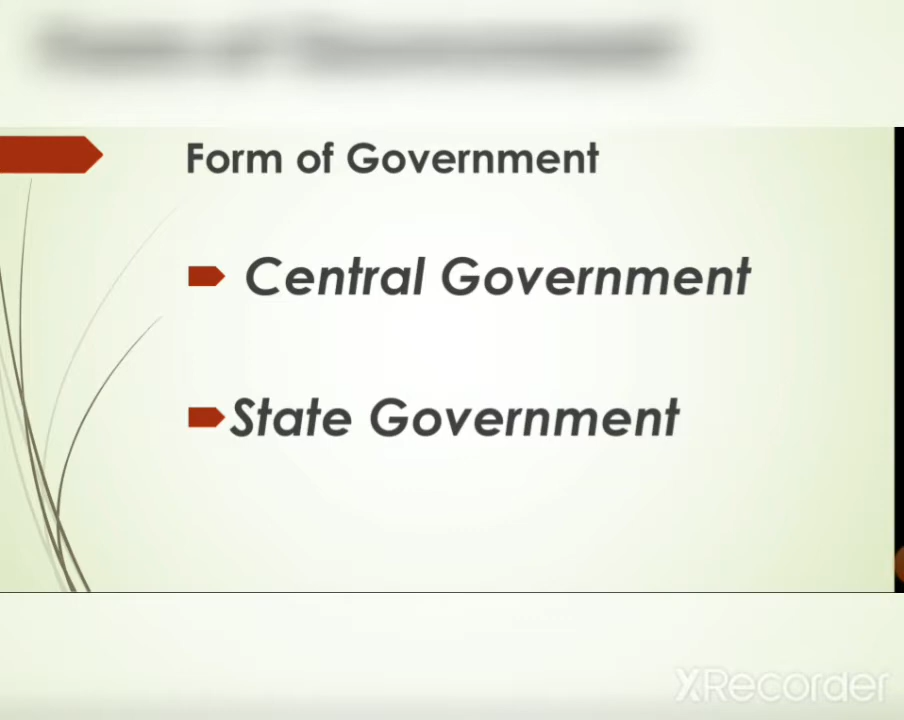 Form of Government
Central Government
State Government
XRecorder